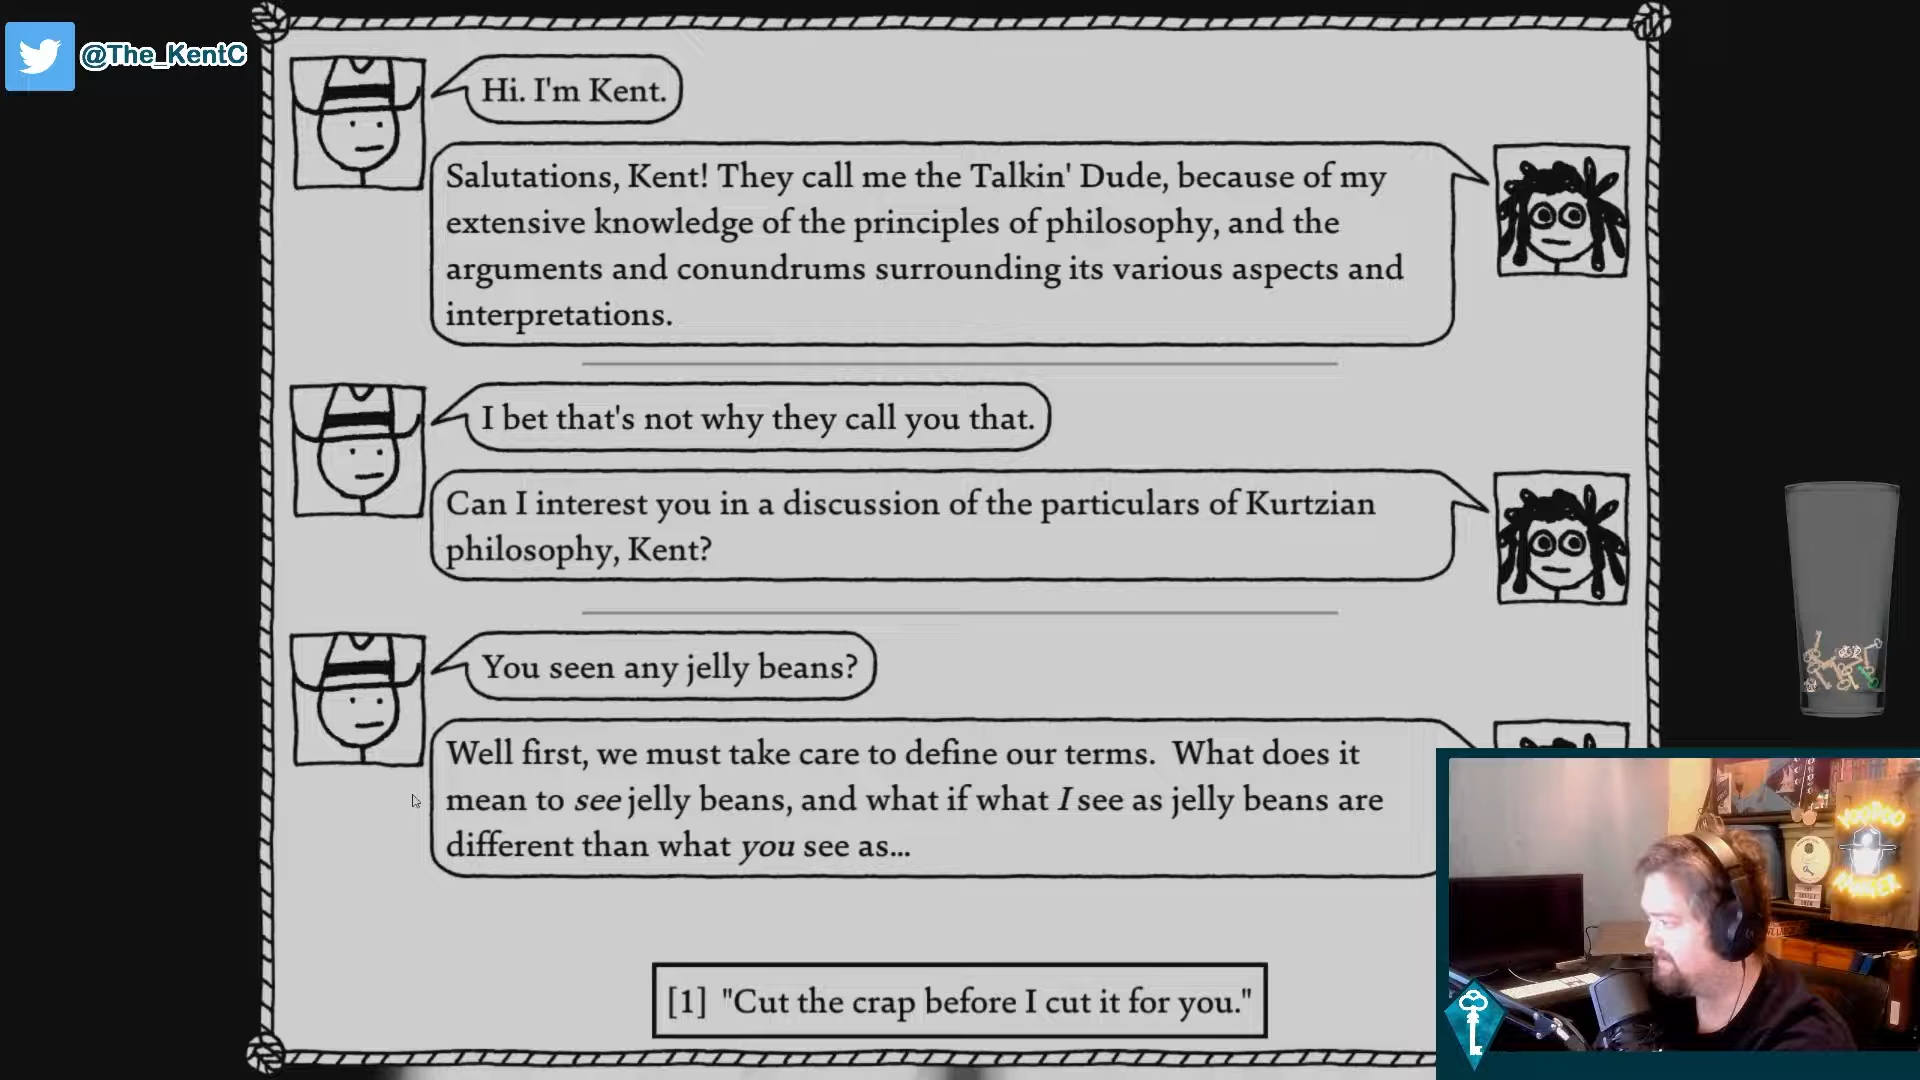 @The_KentC
Hi. I'm Kent.
Salutations, Kent! They call me the Talkin' Dude, because of my
extensive knowledge of the principles of philosophy, and the
arguments and conundrums surrounding its various aspects and
interpretations.
I bet that's not why they call you that.
Can I interest you in a discussion of the particulars of Kurtzian
philosophy, Kent?
You seen any jelly beans?
Well first, we must take care to define our terms.  What does it
mean to see jelly beans, and what if what I see as jelly beans are
different than what you see as...
[1] "Cut the crap before I cut it for you."
VOODOO
RANGER